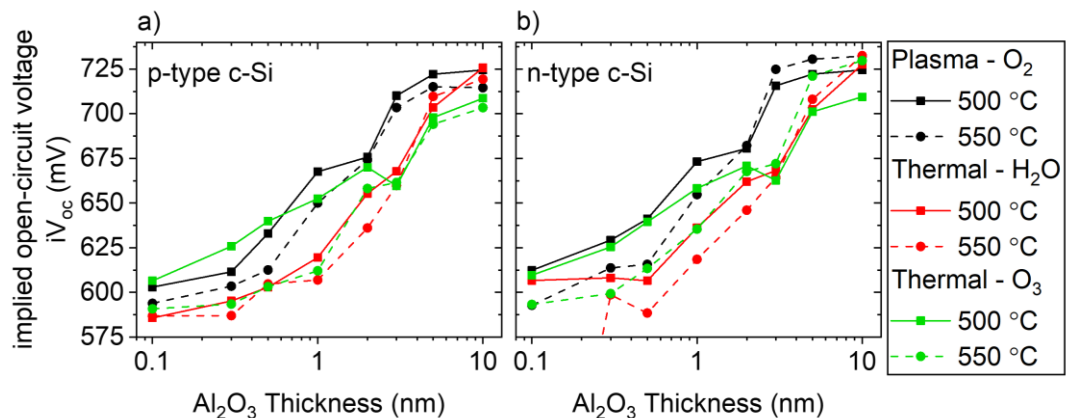 a)
b)
implied open-circuit voltage
iVoc (mV)
725
700
675
650
625
600
575
p-type c-Si
0.1
1
10
Al2O3 Thickness (nm)
n-type c-Si
0.1
1
10
Al2O3 Thickness (nm)
Plasma - O2
500 °C
550 °C
Thermal - H2O
500 °C
550 °C
Thermal - O3
500 °C
550 °C